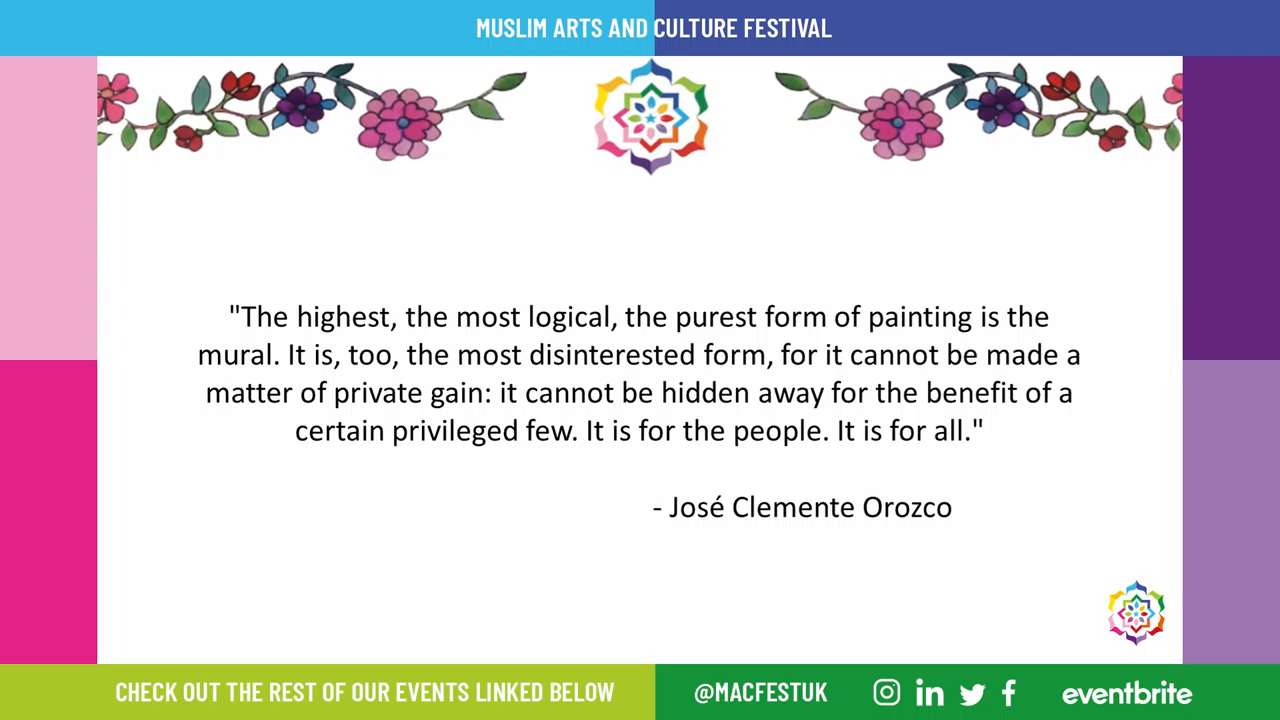 MUSLIM ARTS AND CULTURE FESTIVAL
"The highest, the most logical, the purest form of painting is the
mural. It is, too, the most disinterested form, for it cannot be made a
matter of private gain: it cannot be hidden away for the benefit of a
certain privileged few. It is for the people. It is for all."
- José Clemente Orozco
CHECK OUT THE REST OF OUR EVENTS LINKED BELOW
@MACFESTUK
eventbrite